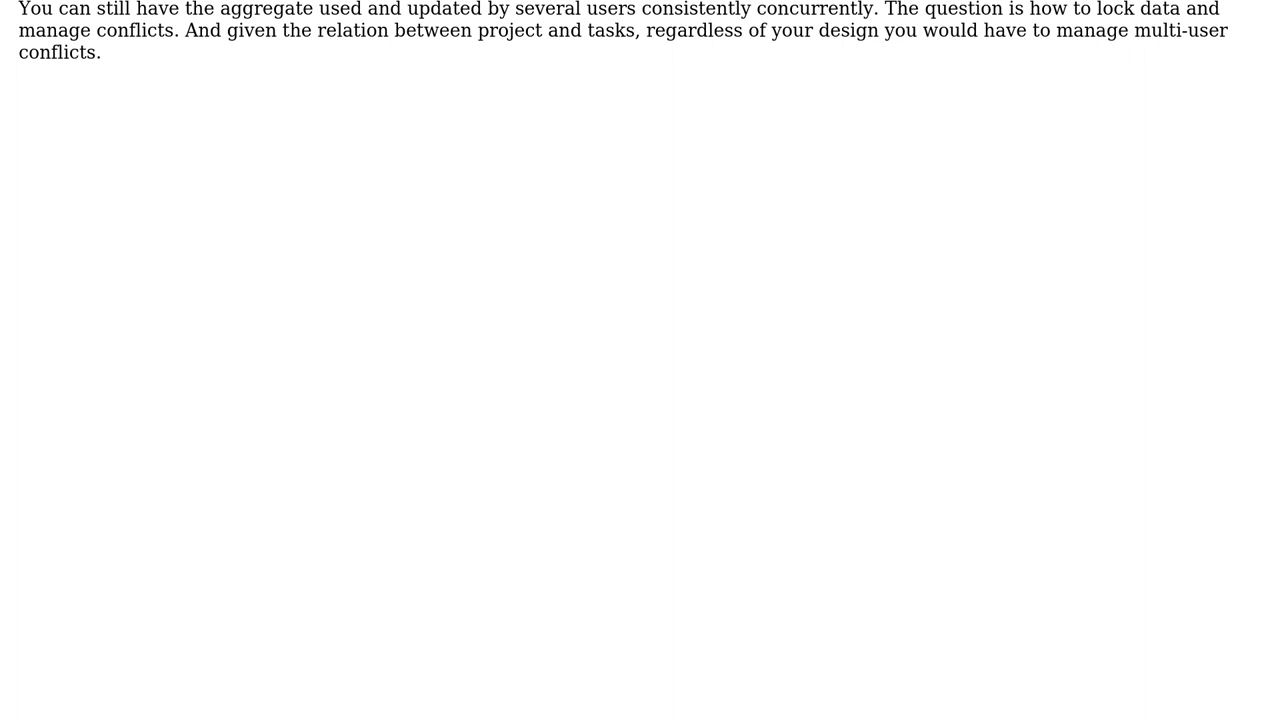 You can still have the aggregate used and updated by several users consistently concurrently. The question is how to lock data and
manage conflicts. And given the relation between project and tasks, regardless of your design you would have to manage multi-user
conflicts.